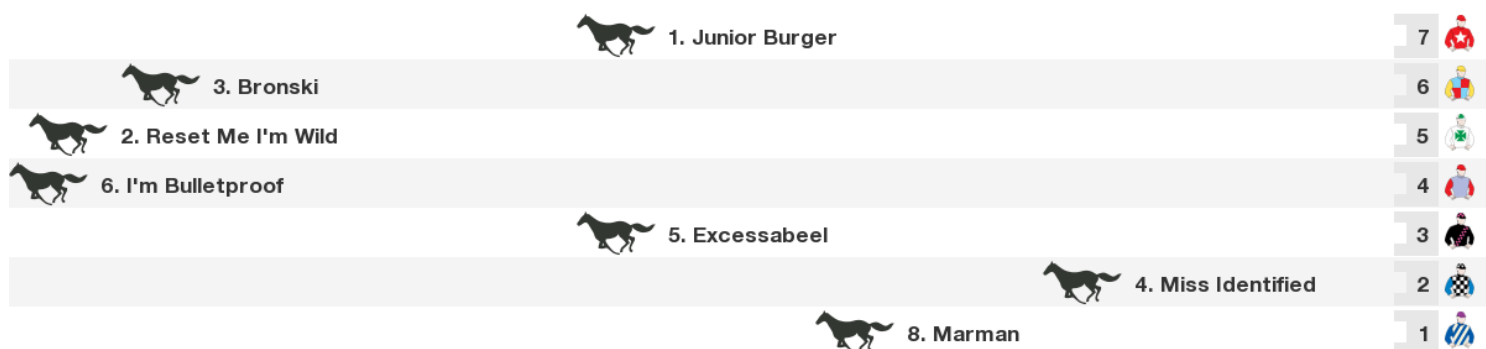 1. Junior Burger 7
3. Bronski 6
2. Reset Me I'm Wild 5
6. I'm Bulletproof 4
5. Excessabeel 3
4. Miss Identified 2
8. Marman 1